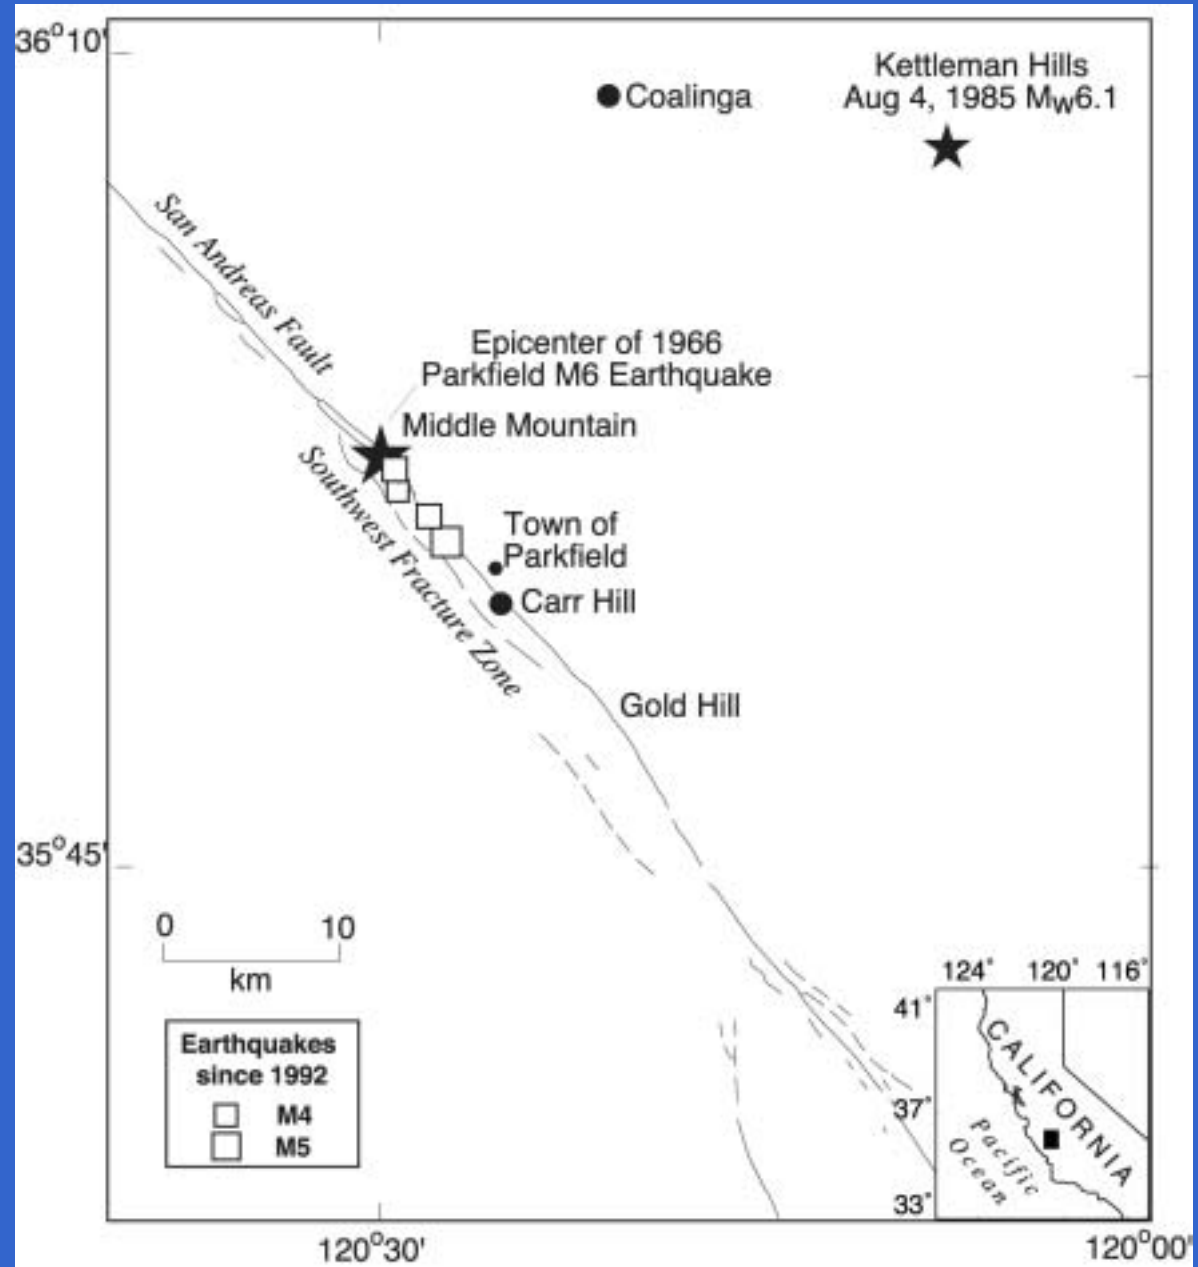 36°10'
Kettleman Hills
Aug 4, 1985 MW6.1
Coalinga
San Andreas Fault
Epicenter of 1966
Parkfield M6 Earthquake
Middle Mountain
Southwest Fracture Zone
Town of
Parkfield
Carr Hill
Gold Hill
35°45'
0 10
km
Earthquakes
since 1992
M4
M5
124° 120° 116°
41°
CALIFORNIA
37°
Pacific
Ocean
33°
120°30'
120°00'